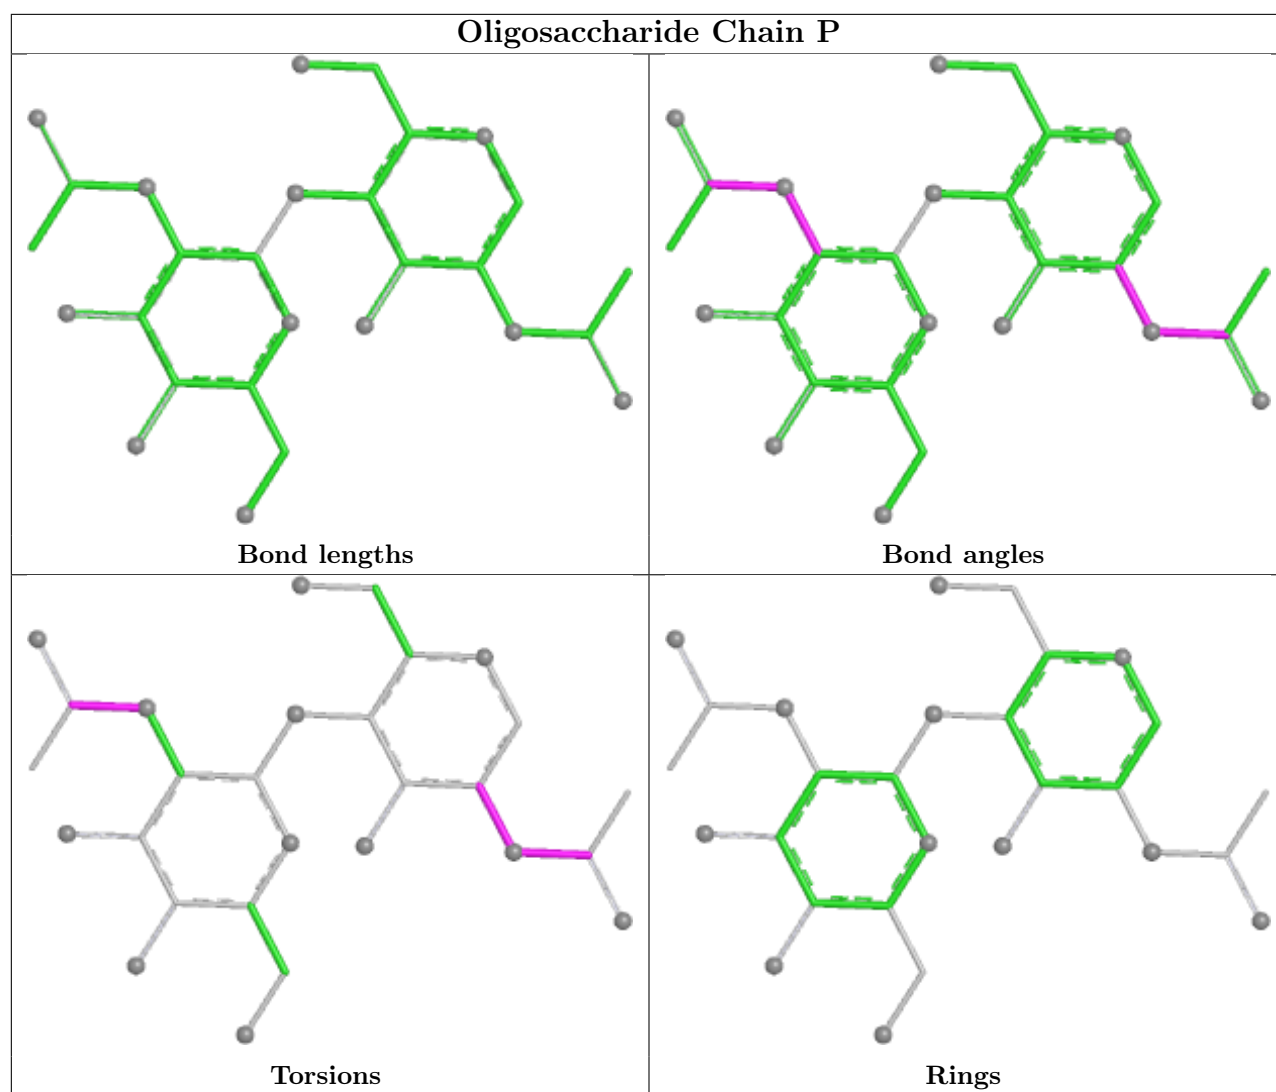 Oligosaccharide Chain P
Bond lengths
Bond angles
Torsions
Rings